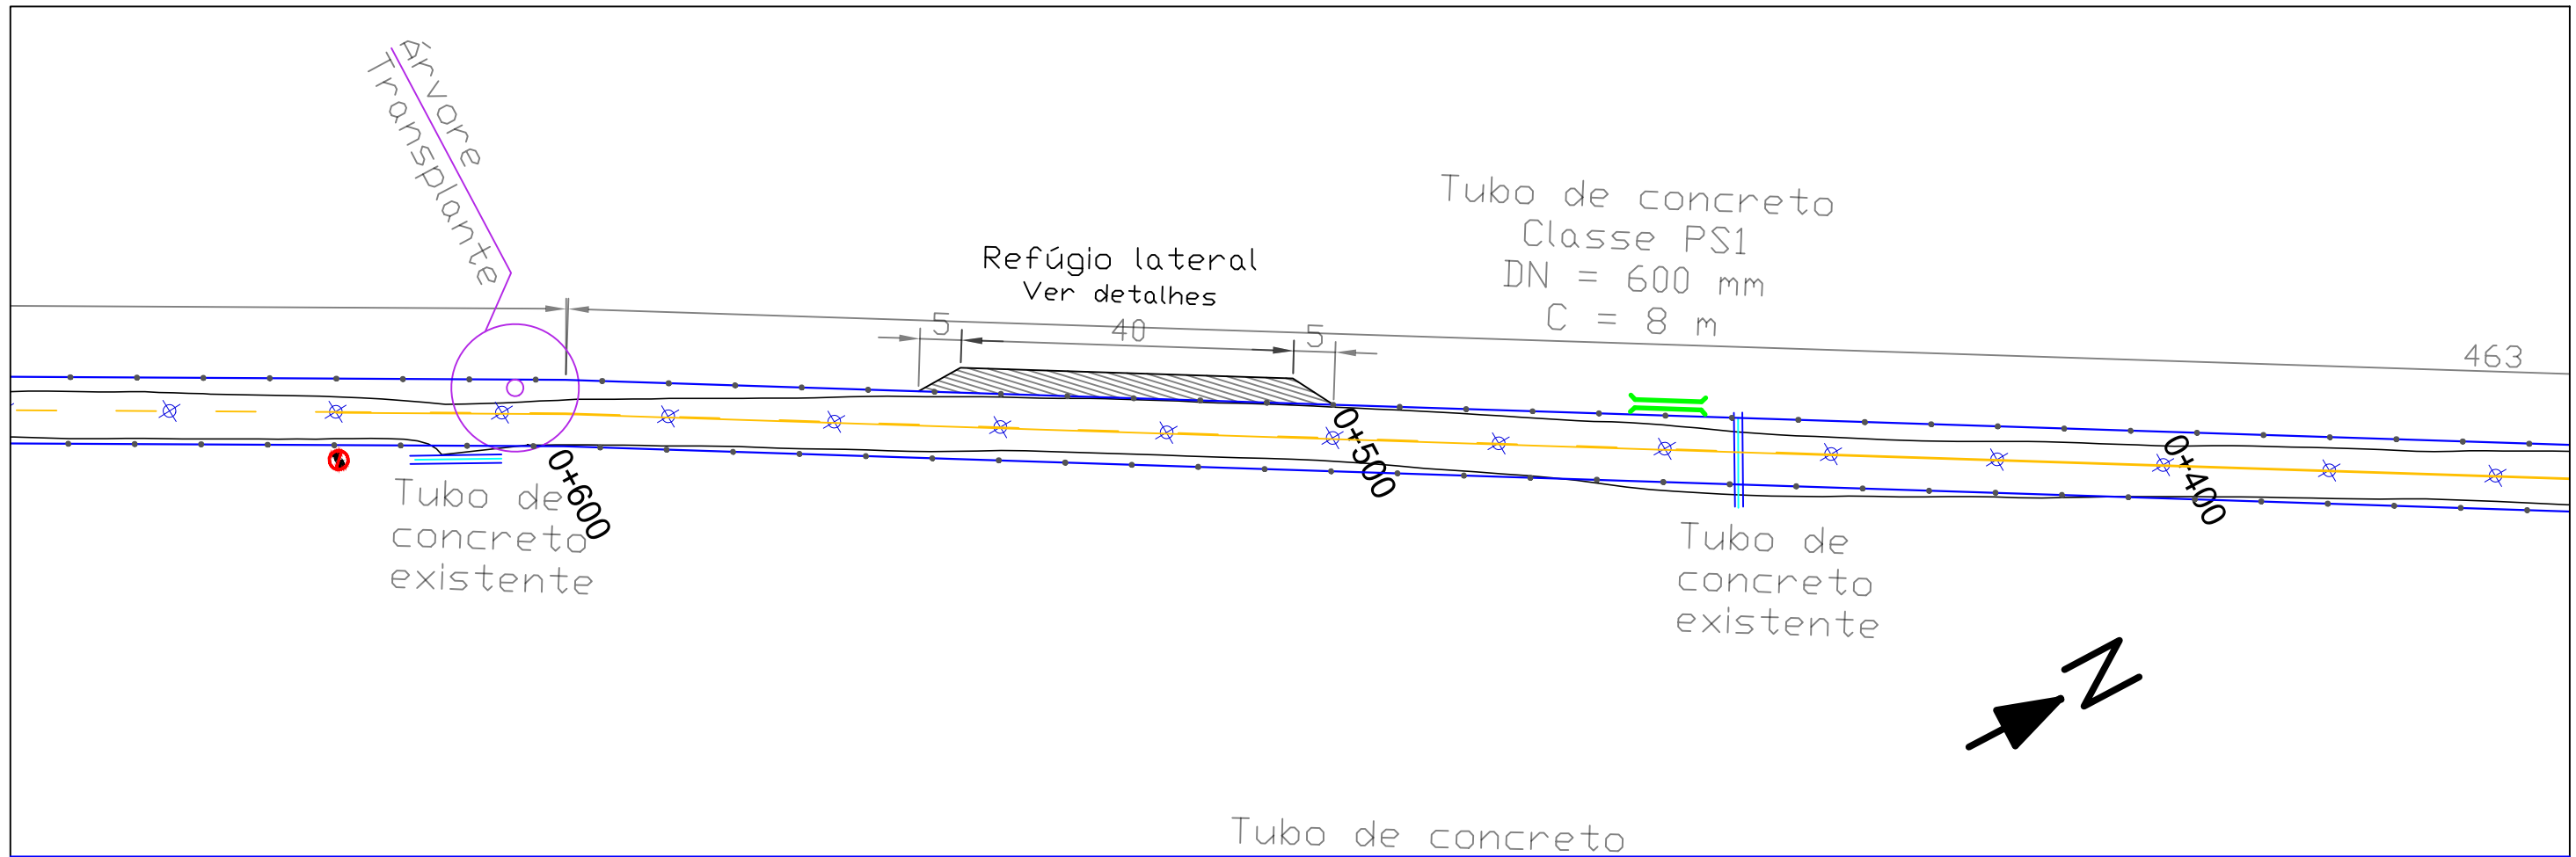 Árvore
Transplante
Refúgio lateral
Ver detalhes
5
40
5
Tubo de concreto
Classe PS1
DN = 600 mm
C = 8 m
463
0+600
0+500
0+400
Tubo de
concreto
existente
Tubo de
concreto
existente
N
Tubo de concreto